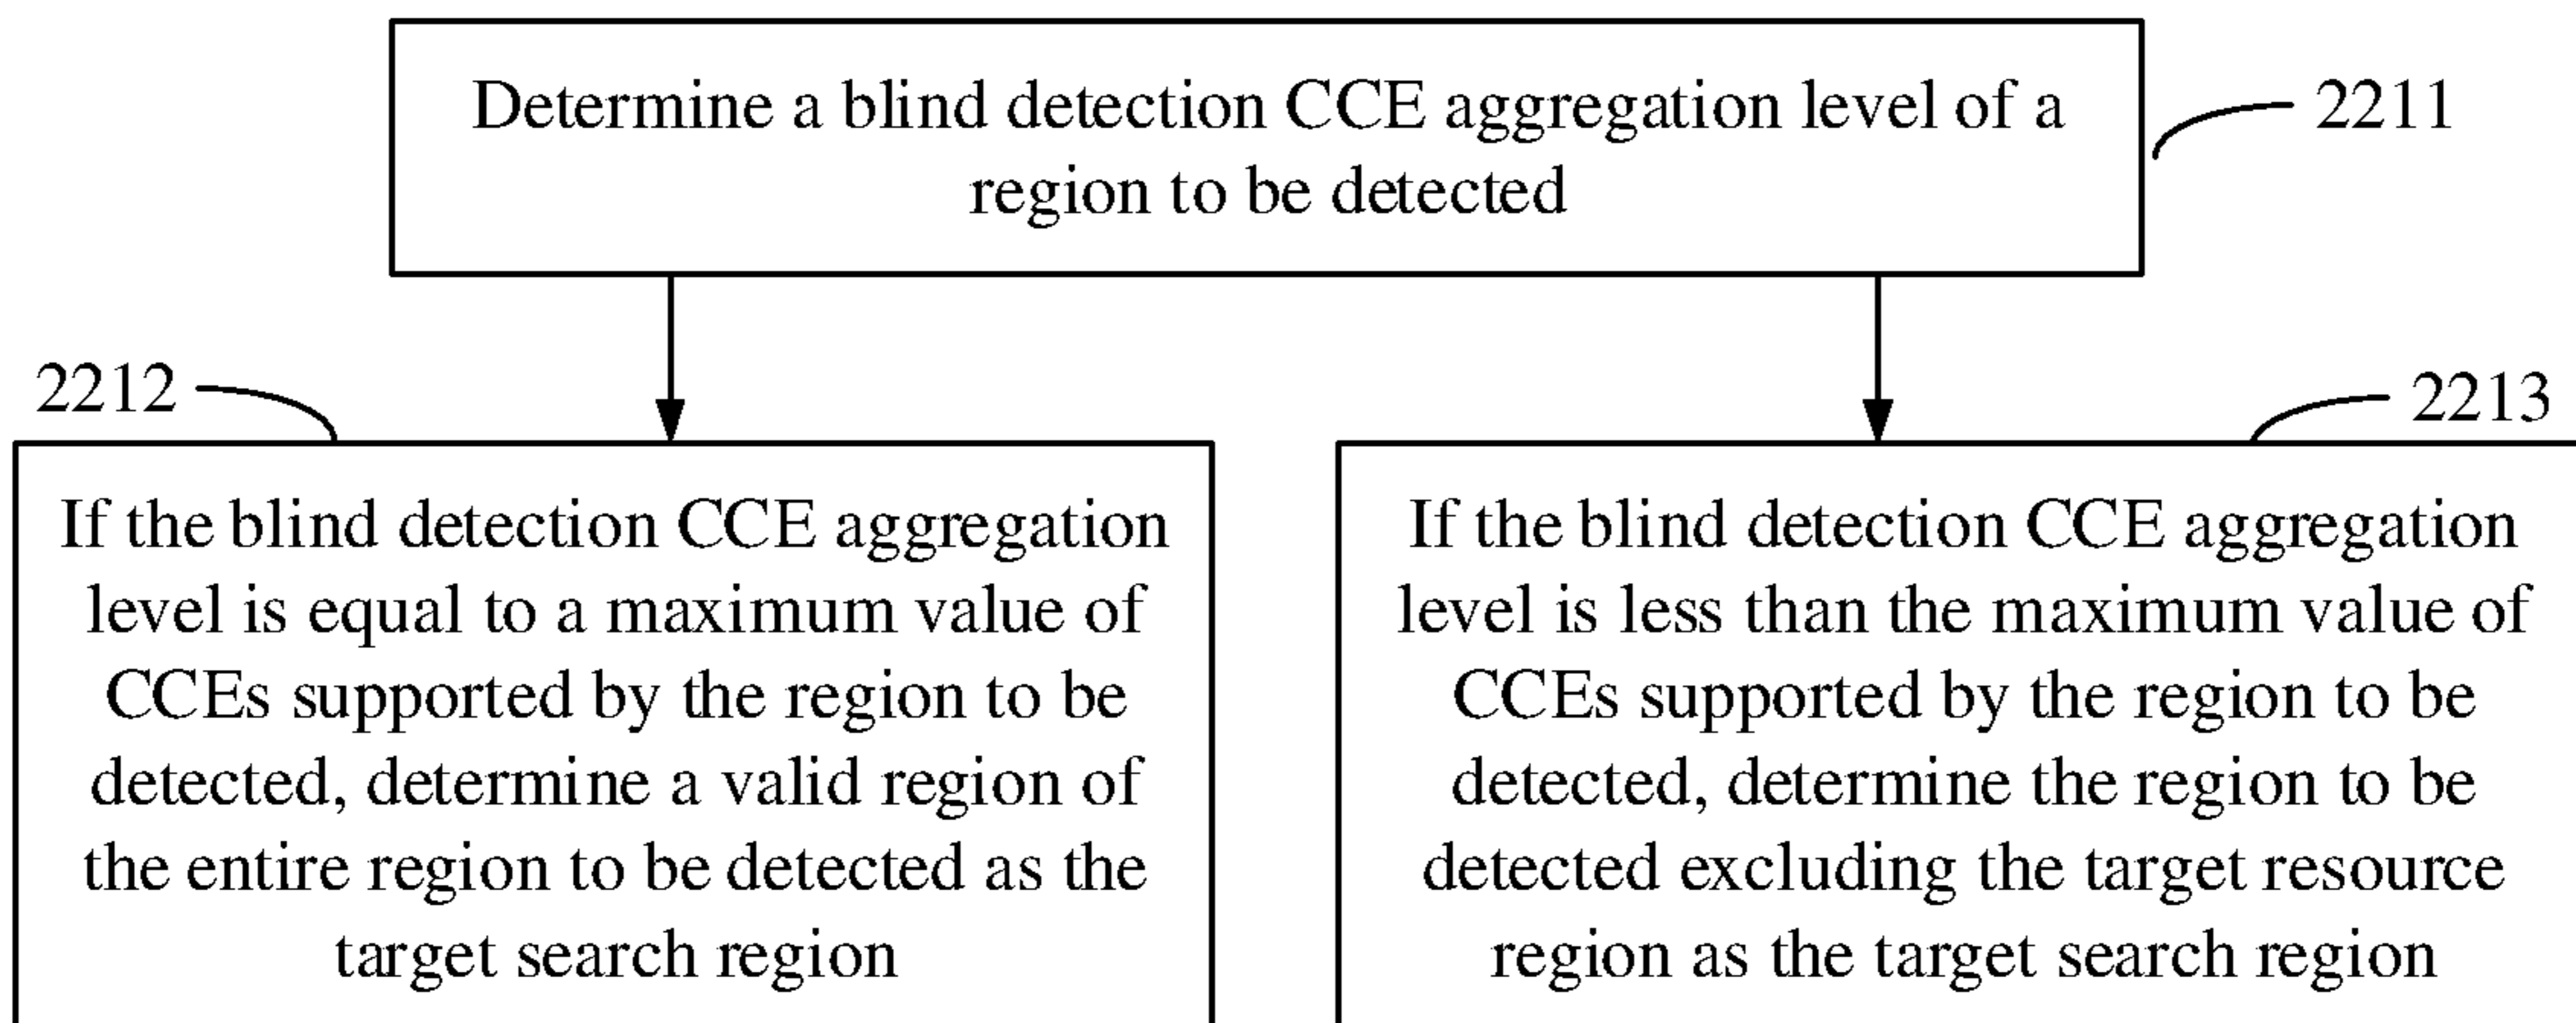 Determine a blind detection CCE aggregation level of a
region to be detected
2211
2212
If the blind detection CCE aggregation
level is equal to a maximum value of
CCEs supported by the region to be
detected, determine a valid region of
the entire region to be detected as the
target search region
2213
If the blind detection CCE aggregation
level is less than the maximum value of
CCEs supported by the region to be
detected, determine the region to be
detected excluding the target resource
region as the target search region